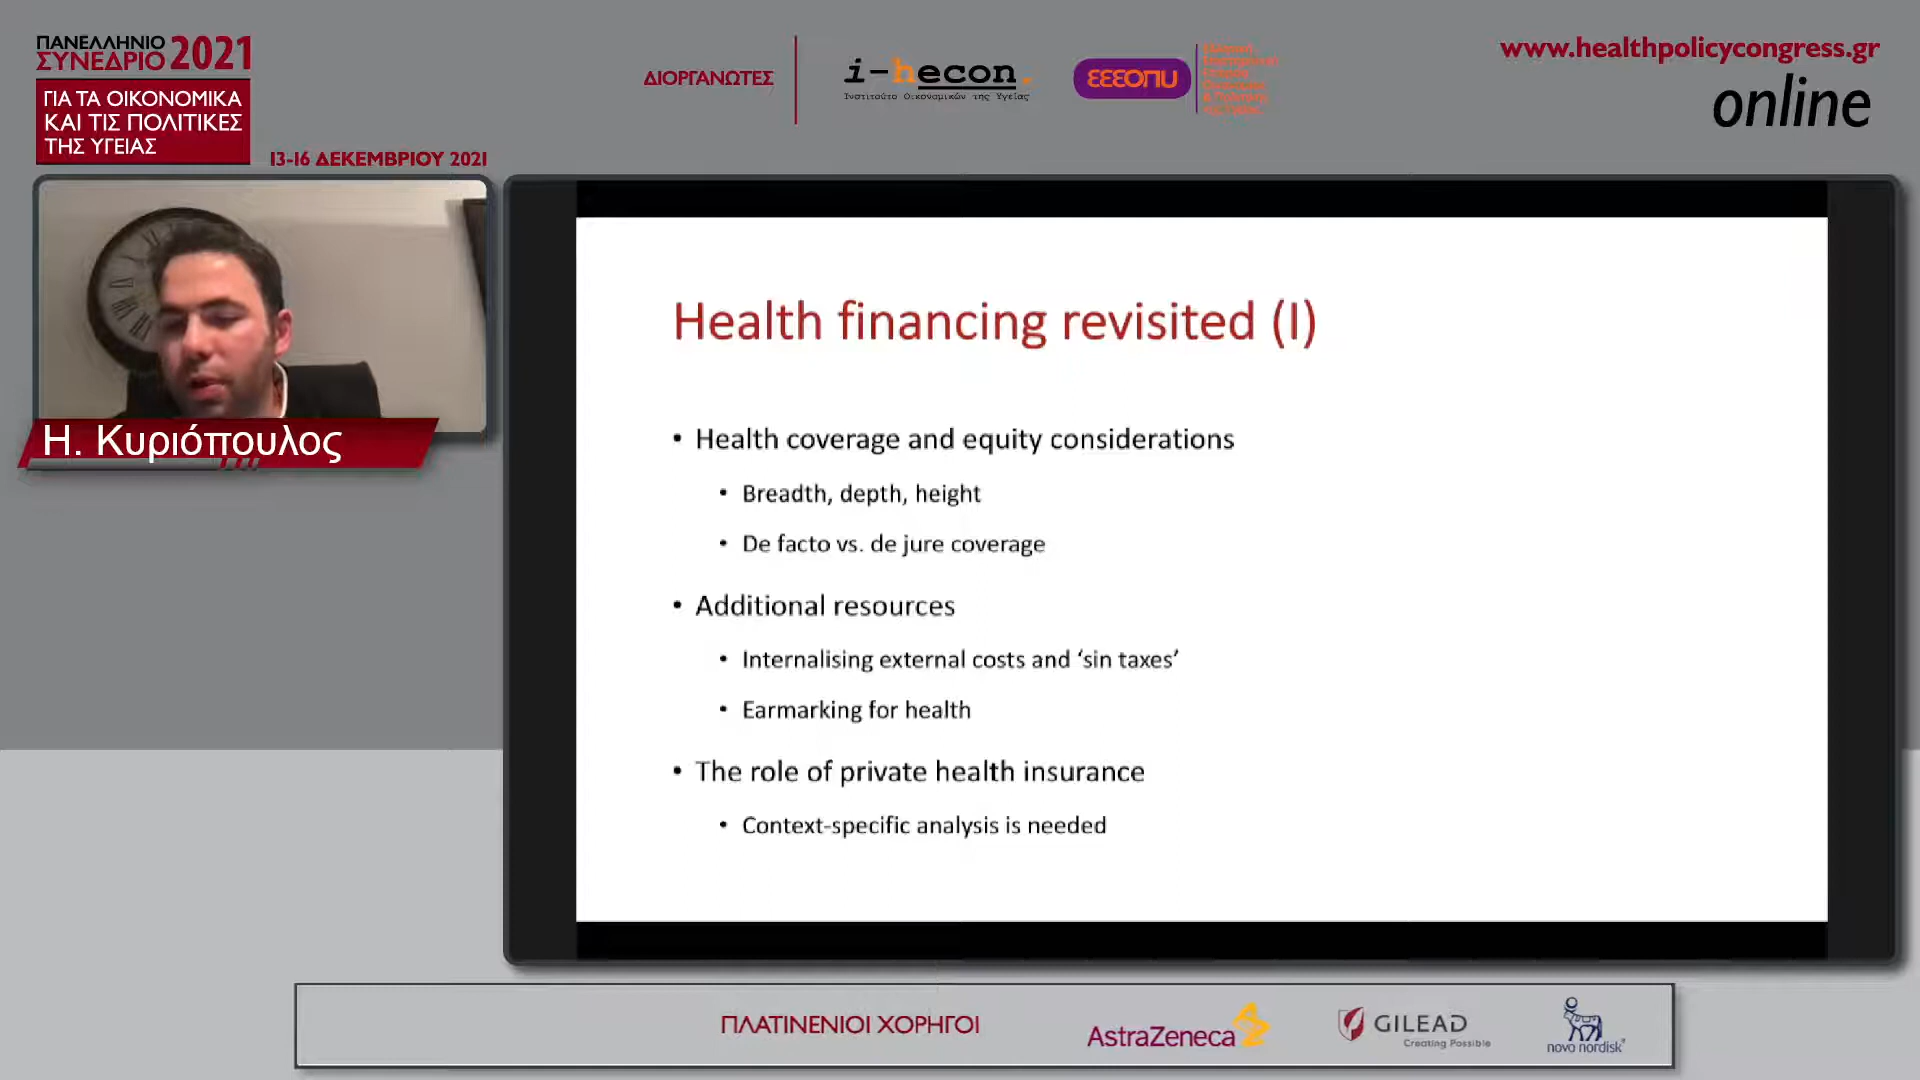 ΠΑΝΕΛΛΗΝΙΟ
ΣΥΝΕΔΡΙΟ 2021
ΓΙΑ ΤΑ ΟΙΚΟΝΟΜΙΚΑ
ΚΑΙ ΤΙΣ ΠΟΛΙΤΙΚΕΣ
ΤΗΣ ΥΓΕΙΑΣ
13-16 ΔΕΚΕΜΒΡΙΟΥ 2021
ΔΙΟΡΓΑΝΩΤΕΣ
i-hecon.
Ινστιτούτο Οικονομικών της Υγείας
ΕΕΕΟΠΥ
www.healthpolicycongress.gr
online
Η. Κυριόπουλος
Health financing revisited (I)
• Health coverage and equity considerations
• Breadth, depth, height
• De facto vs. de jure coverage
• Additional resources
• Internalising external costs and ‘sin taxes’
• Earmarking for health
• The role of private health insurance
• Context-specific analysis is needed
ΠΛΑΤΙΝΕΝΙΟΙ ΧΟΡΗΓΟΙ
AstraZeneca
GILEAD
Creating Possible
novo nordisk®